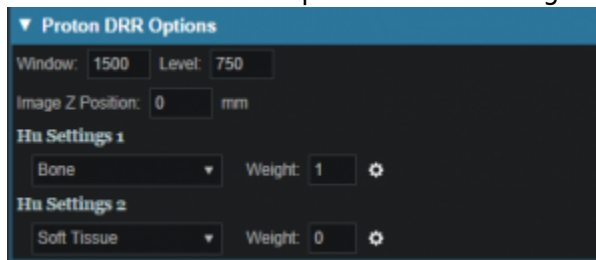 ▼ Proton DRR Options
Window: 1500 Level: 750
Image Z Position: 0 mm
Hu Settings 1
Bone Weight: 1
Hu Settings 2
Soft Tissue Weight: 0